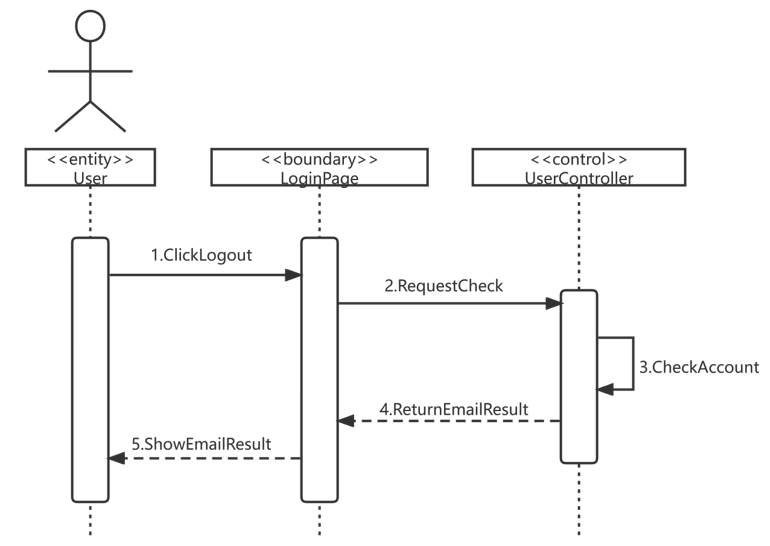 <<entity>>
User
<<boundary>>
LoginPage
<<control>>
UserController
1.ClickLogout
2.RequestCheck
3.CheckAccount
4.ReturnEmailResult
5.ShowEmailResult